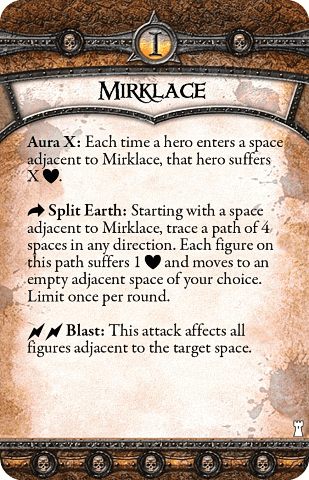 I
MIRKLACE
Aura X: Each time a hero enters a space
adjacent to Mirklace, that hero suffers
X ♥.
Split Earth: Starting with a space
adjacent to Mirklace, trace a path of 4
spaces in any direction. Each figure on
this path suffers 1 ♥ and moves to an
empty adjacent space of your choice.
Limit once per round.
Blast: This attack affects all
figures adjacent to the target space.